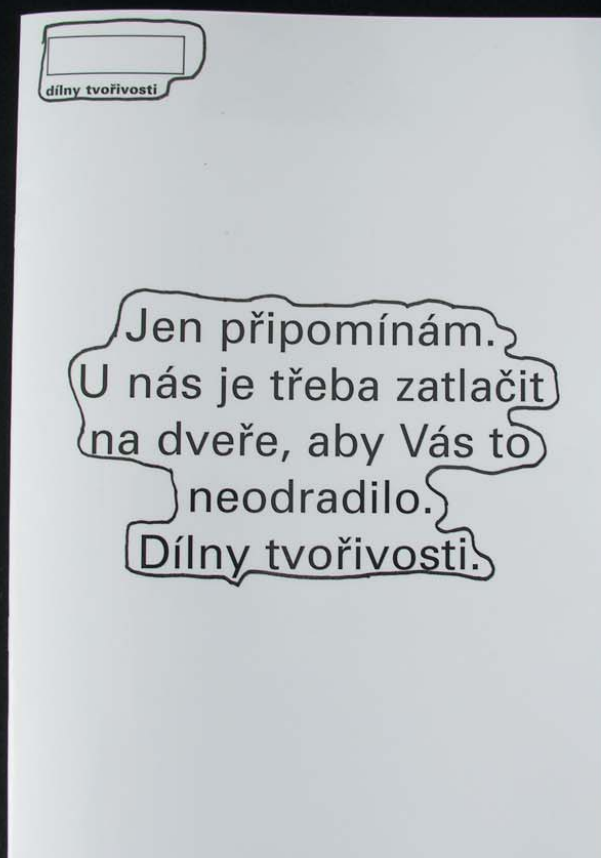 dílny tvořivosti
Jen připomínám.
U nás je třeba zatlačit
na dveře, aby Vás to
neodradilo.
Dílny tvořivosti.